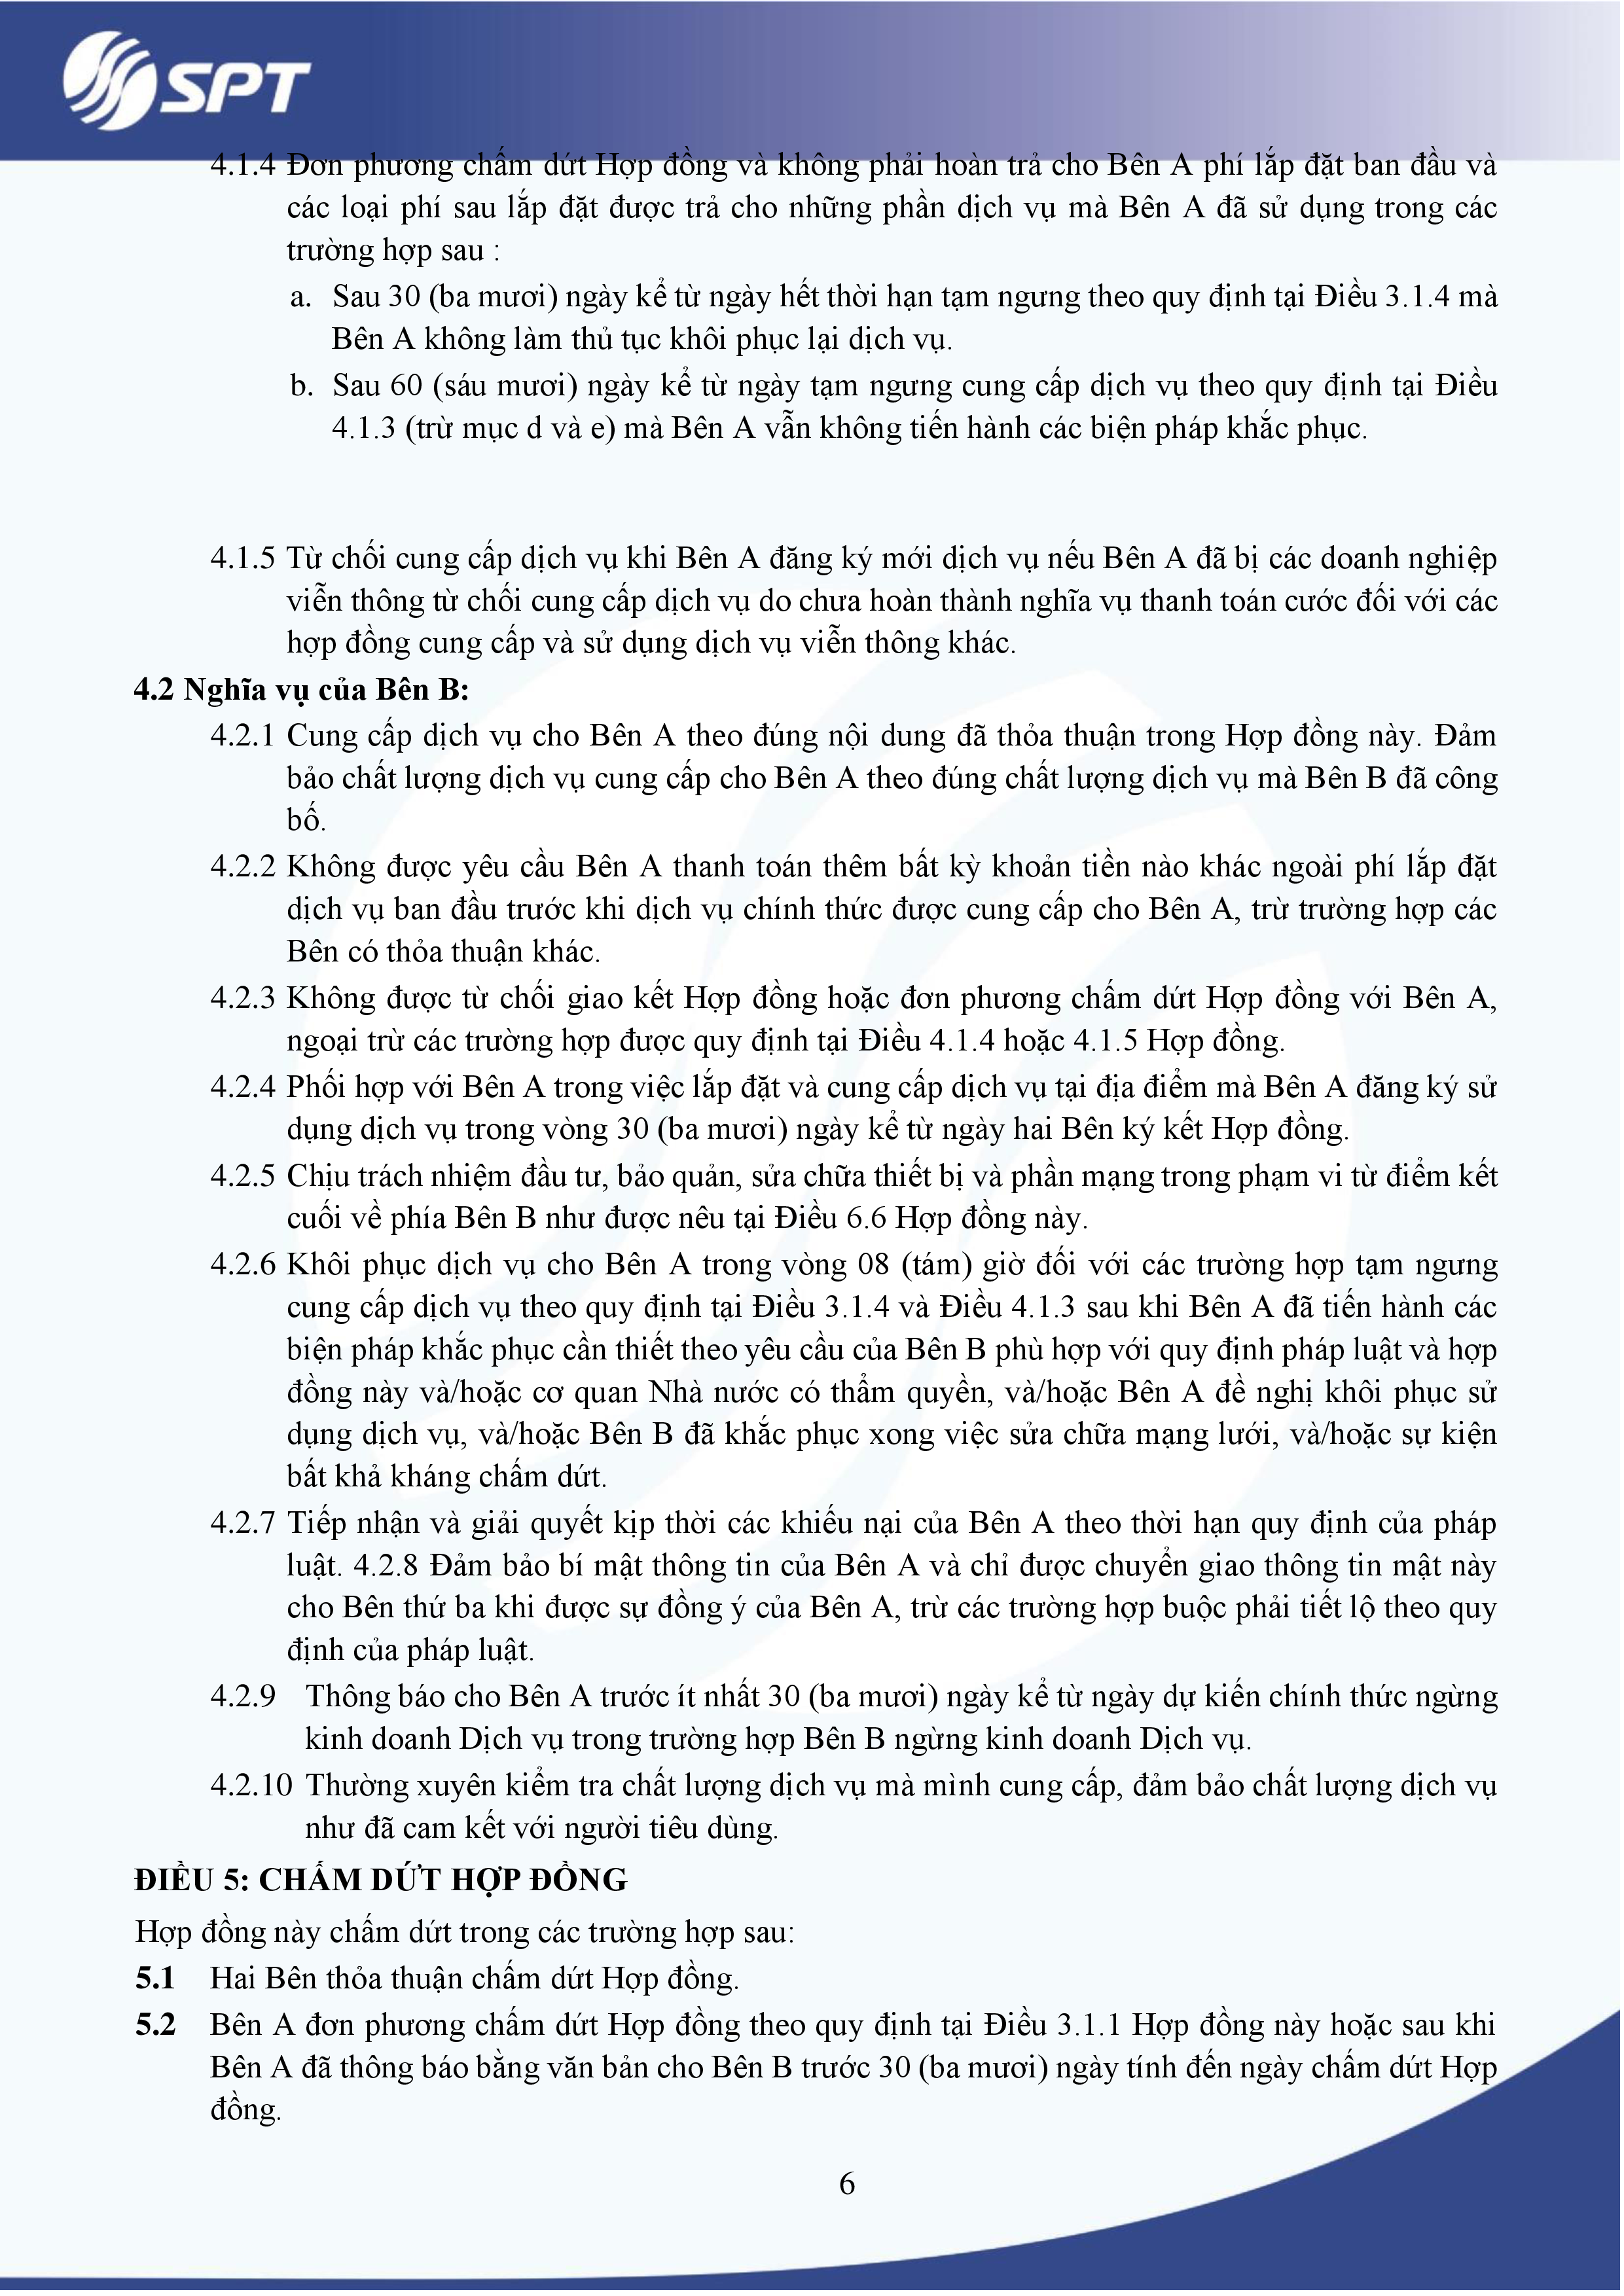 SPT
4.1.4 Đơn phương chấm dứt Hợp đồng và không phải hoàn trả cho Bên A phí lắp đặt ban đầu và
các loại phí sau lắp đặt được trả cho những phần dịch vụ mà Bên A đã sử dụng trong các
trường hợp sau :
a. Sau 30 (ba mươi) ngày kể từ ngày hết thời hạn tạm ngưng theo quy định tại Điều 3.1.4 mà
Bên A không làm thủ tục khôi phục lại dịch vụ.
b. Sau 60 (sáu mươi) ngày kể từ ngày tạm ngưng cung cấp dịch vụ theo quy định tại Điều
4.1.3 (trừ mục d và e) mà Bên A vẫn không tiến hành các biện pháp khắc phục.
4.1.5 Từ chối cung cấp dịch vụ khi Bên A đăng ký mới dịch vụ nếu Bên A đã bị các doanh nghiệp
viễn thông từ chối cung cấp dịch vụ do chưa hoàn thành nghĩa vụ thanh toán cước đối với các
hợp đồng cung cấp và sử dụng dịch vụ viễn thông khác.
4.2 Nghĩa vụ của Bên B:
4.2.1 Cung cấp dịch vụ cho Bên A theo đúng nội dung đã thỏa thuận trong Hợp đồng này. Đảm
bảo chất lượng dịch vụ cung cấp cho Bên A theo đúng chất lượng dịch vụ mà Bên B đã công
bố.
4.2.2 Không được yêu cầu Bên A thanh toán thêm bất kỳ khoản tiền nào khác ngoài phí lắp đặt
dịch vụ ban đầu trước khi dịch vụ chính thức được cung cấp cho Bên A, trừ trường hợp các
Bên có thỏa thuận khác.
4.2.3 Không được từ chối giao kết Hợp đồng hoặc đơn phương chấm dứt Hợp đồng với Bên A,
ngoại trừ các trường hợp được quy định tại Điều 4.1.4 hoặc 4.1.5 Hợp đồng.
4.2.4 Phối hợp với Bên A trong việc lắp đặt và cung cấp dịch vụ tại địa điểm mà Bên A đăng ký sử
dụng dịch vụ trong vòng 30 (ba mươi) ngày kể từ ngày hai Bên ký kết Hợp đồng.
4.2.5 Chịu trách nhiệm đầu tư, bảo quản, sửa chữa thiết bị và phần mạng trong phạm vi từ điểm kết
cuối về phía Bên B như được nêu tại Điều 6.6 Hợp đồng này.
4.2.6 Khôi phục dịch vụ cho Bên A trong vòng 08 (tám) giờ đối với các trường hợp tạm ngưng
cung cấp dịch vụ theo quy định tại Điều 3.1.4 và Điều 4.1.3 sau khi Bên A đã tiến hành các
biện pháp khắc phục cần thiết theo yêu cầu của Bên B phù hợp với quy định pháp luật và hợp
đồng này và/hoặc cơ quan Nhà nước có thẩm quyền, và/hoặc Bên A đề nghị khôi phục sử
dụng dịch vụ, và/hoặc Bên B đã khắc phục xong việc sửa chữa mạng lưới, và/hoặc sự kiện
bất khả kháng chấm dứt.
4.2.7 Tiếp nhận và giải quyết kịp thời các khiếu nại của Bên A theo thời hạn quy định của pháp
luật. 4.2.8 Đảm bảo bí mật thông tin của Bên A và chỉ được chuyển giao thông tin mật này
cho Bên thứ ba khi được sự đồng ý của Bên A, trừ các trường hợp buộc phải tiết lộ theo quy
định của pháp luật.
4.2.9 Thông báo cho Bên A trước ít nhất 30 (ba mươi) ngày kể từ ngày dự kiến chính thức ngừng
kinh doanh Dịch vụ trong trường hợp Bên B ngừng kinh doanh Dịch vụ.
4.2.10 Thường xuyên kiểm tra chất lượng dịch vụ mà mình cung cấp, đảm bảo chất lượng dịch vụ
như đã cam kết với người tiêu dùng.
ĐIỀU 5: CHẤM DỨT HỢP ĐỒNG
Hợp đồng này chấm dứt trong các trường hợp sau:
5.1 Hai Bên thỏa thuận chấm dứt Hợp đồng.
5.2 Bên A đơn phương chấm dứt Hợp đồng theo quy định tại Điều 3.1.1 Hợp đồng này hoặc sau khi
Bên A đã thông báo bằng văn bản cho Bên B trước 30 (ba mươi) ngày tính đến ngày chấm dứt Hợp
đồng.
6